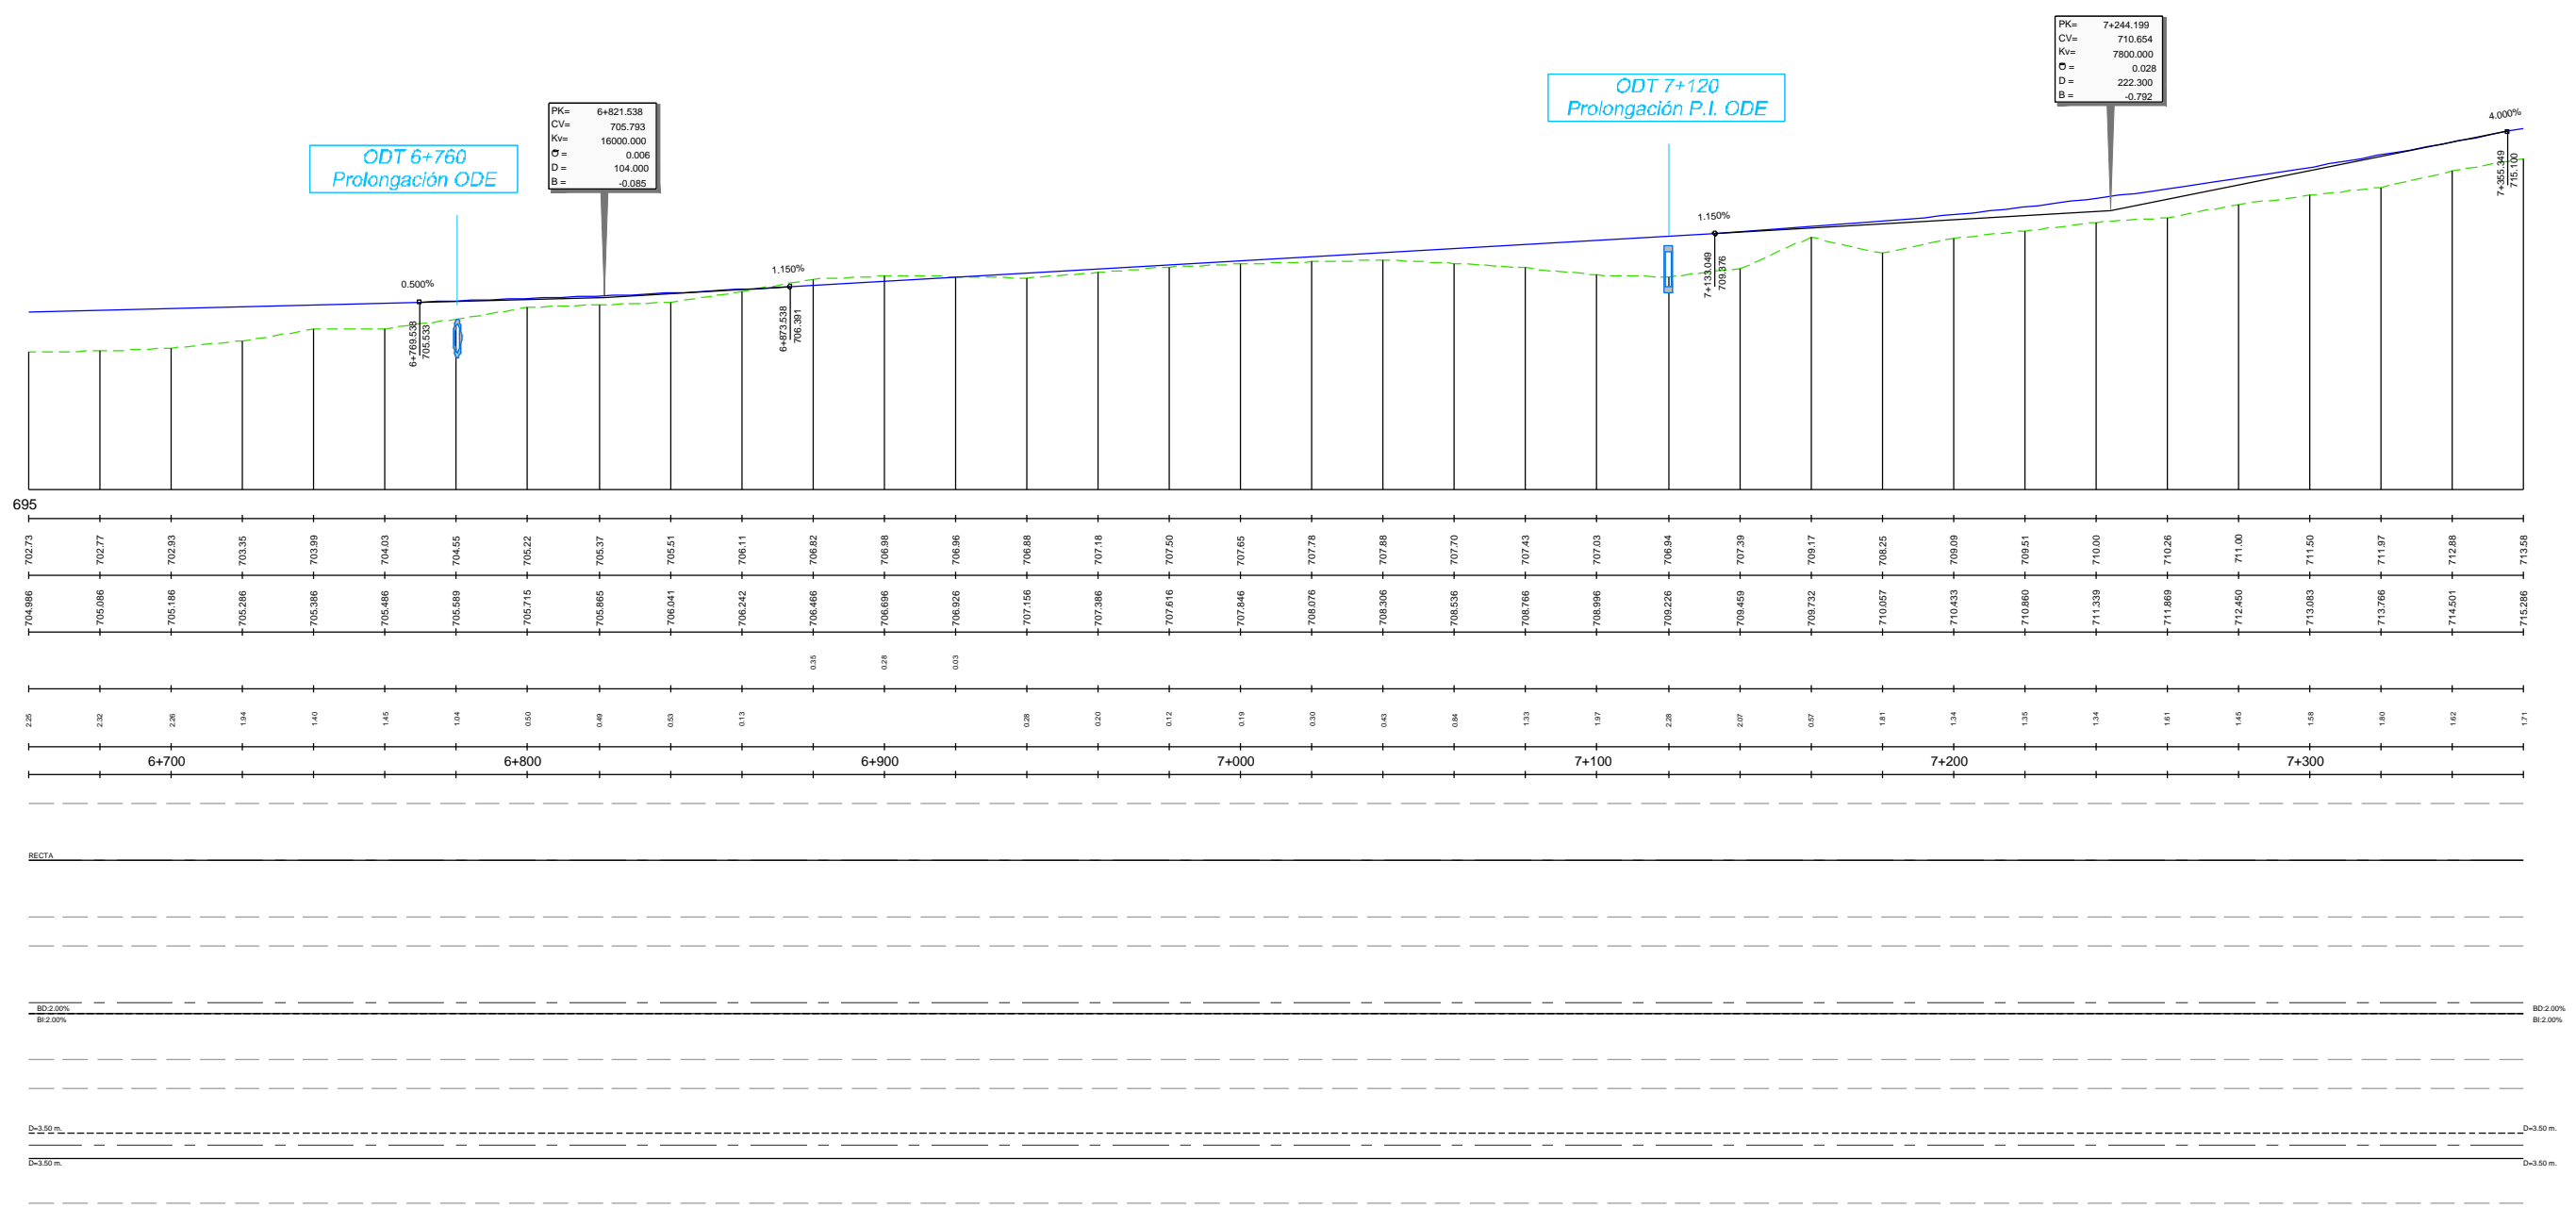 PK= 7+244.199
CV= 710.654
Kv= 7800.000
Ѳ = 0.028
D = 222.300
B = -0.792
ODT 7+120
Prolongación P.I. ODE
PK= 6+821.538
CV= 705.793
Kv= 16000.000
Ѳ = 0.006
D = 104.000
B = -0.085
ODT 6+760
Prolongación ODE
4.000%
7+355.349
715.100
1.150%
7+133.049
709.376
1.150%
6+873.538
706.391
0.500%
6+769.538
705.533
695
702.73 702.77 702.93 703.35 703.99 704.03 704.55 705.22 705.37 705.51 706.11 706.82 706.98 706.96 706.88 707.18 707.50 707.65 707.78 707.88 707.70 707.43 707.03 706.94 707.39 709.17 708.25 709.09 709.51 710.00 710.26 711.00 711.50 711.97 712.88 713.58
704.986 705.086 705.186 705.286 705.386 705.486 705.589 705.715 705.865 706.041 706.242 706.466 706.696 706.926 707.156 707.386 707.616 707.846 708.076 708.306 708.536 708.766 708.996 709.226 709.459 709.732 710.057 710.433 710.860 711.339 711.869 712.450 713.083 713.766 714.501 715.286
0.35 0.28 0.03
2.25 2.32 2.26 1.94 1.40 1.45 1.04 0.50 0.49 0.53 0.13 0.28 0.20 0.12 0.19 0.30 0.43 0.84 1.33 1.97 2.28 2.07 0.57 1.81 1.34 1.35 1.34 1.61 1.45 1.58 1.80 1.62 1.71
6+700 6+800 6+900 7+000 7+100 7+200 7+300
RECTA
BD:2.00% BD:2.00%
BI:2.00% BI:2.00%
D=3.50 m. D=3.50 m.
D=3.50 m. D=3.50 m.